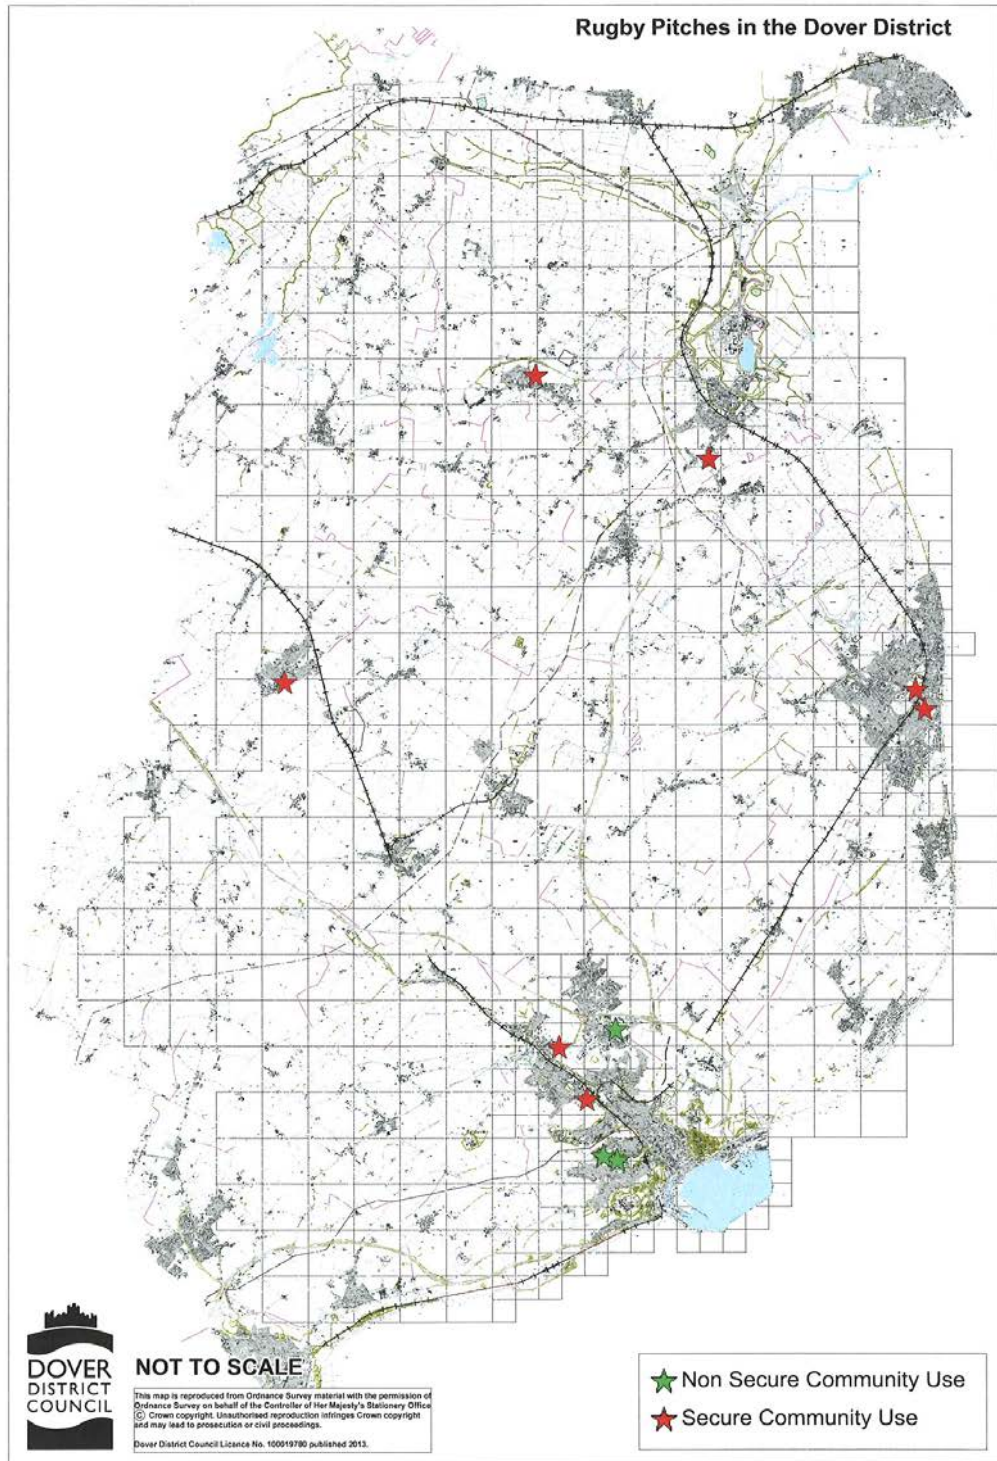 Rugby Pitches in the Dover District
DOVER
DISTRICT
COUNCIL
NOT TO SCALE
This map is reproduced from Ordnance Survey material with the permission of
Ordnance Survey on behalf of the Controller of Her Majesty's Stationery Office
© Crown copyright. Unauthorised reproduction infringes Crown copyright
and may lead to prosecution or civil proceedings.
Dover District Council Licence No. 100019780 published 2013.
Non Secure Community Use
Secure Community Use